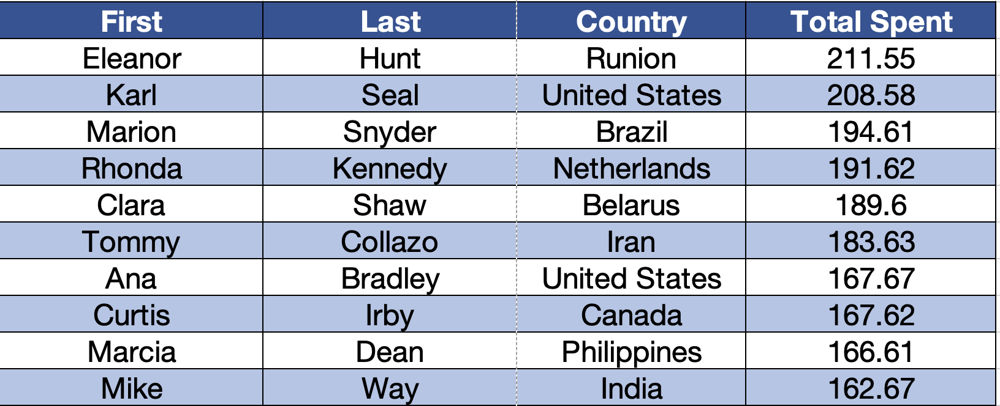 First Last Country Total Spent
Eleanor Hunt Runion 211.55
Karl Seal United States 208.58
Marion Snyder Brazil 194.61
Rhonda Kennedy Netherlands 191.62
Clara Shaw Belarus 189.6
Tommy Collazo Iran 183.63
Ana Bradley United States 167.67
Curtis Irby Canada 167.62
Marcia Dean Philippines 166.61
Mike Way India 162.67